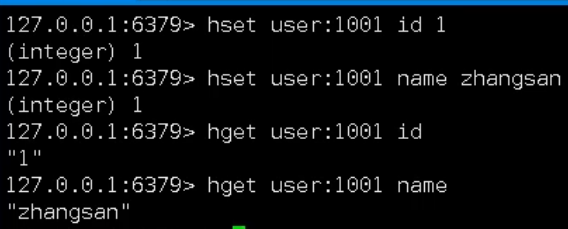 127.0.0.1:6379> hset user:1001 id 1
(integer) 1
127.0.0.1:6379> hset user:1001 name zhangsan
(integer) 1
127.0.0.1:6379> hget user:1001 id
"1"
127.0.0.1:6379> hget user:1001 name
"zhangsan"